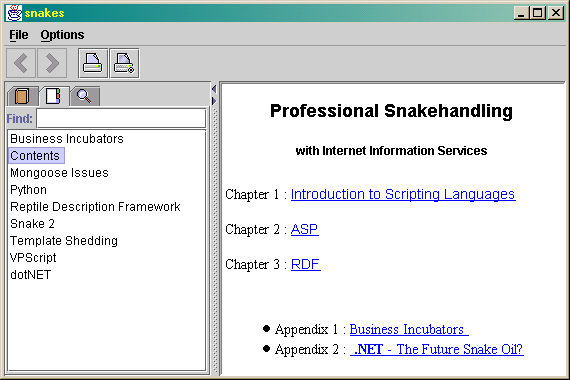 snakes
File Options
Find:
Business Incubators
Contents
Mongoose Issues
Python
Reptile Description Framework
Snake 2
Template Shedding
VPScript
dotNET
Professional Snakehandling
with Internet Information Services
Chapter 1 : Introduction to Scripting Languages
Chapter 2 : ASP
Chapter 3 : RDF
● Appendix 1 : Business Incubators
● Appendix 2 : .NET - The Future Snake Oil?